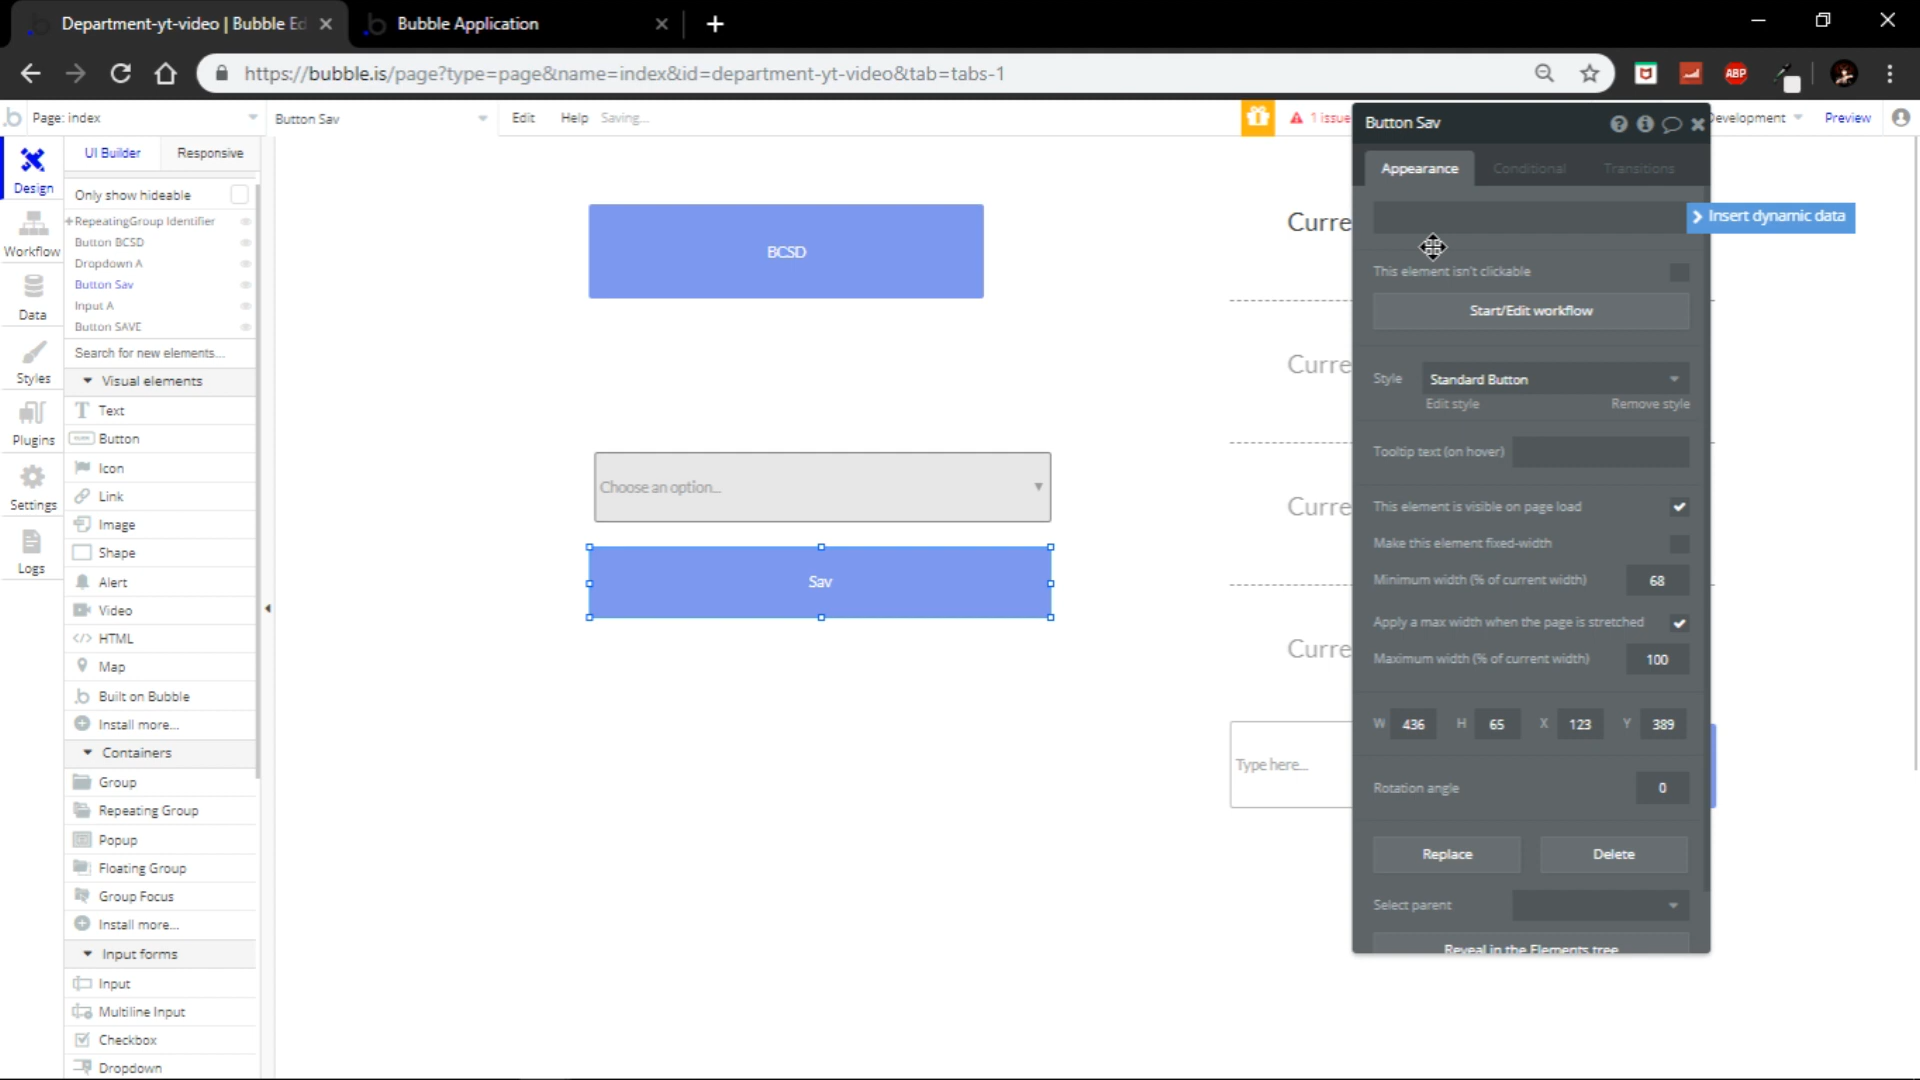 Department-yt-video | Bubble Ed
Bubble Application
https://bubble.is/page?type=page&name=index&id=department-yt-video&tab=tabs-1
ABP
Page: index
Button Sav
Edit
Help
Saving...
1 issue
Development
Preview
Design
Workflow
Data
Styles
Plugins
Settings
Logs
UI Builder
Responsive
Only show hideable
+RepeatingGroup Identifier
Button BCSD
Dropdown A
Button Sav
Input A
Button SAVE
Search for new elements...
Visual elements
Text
Button
Icon
Link
Image
Shape
Alert
Video
</> HTML
Map
Built on Bubble
Install more...
Containers
Group
Repeating Group
Popup
Floating Group
Group Focus
Install more...
Input forms
Input
Multiline Input
Checkbox
Dropdown
BCSD
Choose an option...
Sav
Curre
Curre
Curre
Curre
Type here...
Button Sav
Appearance
Conditional
Transitions
Insert dynamic data
This element isn't clickable
Start/Edit workflow
Style
Standard Button
Edit style
Remove style
Tooltip text (on hover)
This element is visible on page load
Make this element fixed-width
Minimum width (% of current width)
68
Apply a max width when the page is stretched
Maximum width (% of current width)
100
W 436 H 65 X 123 Y 389
Rotation angle
0
Replace
Delete
Select parent
Reveal in the Elements tree